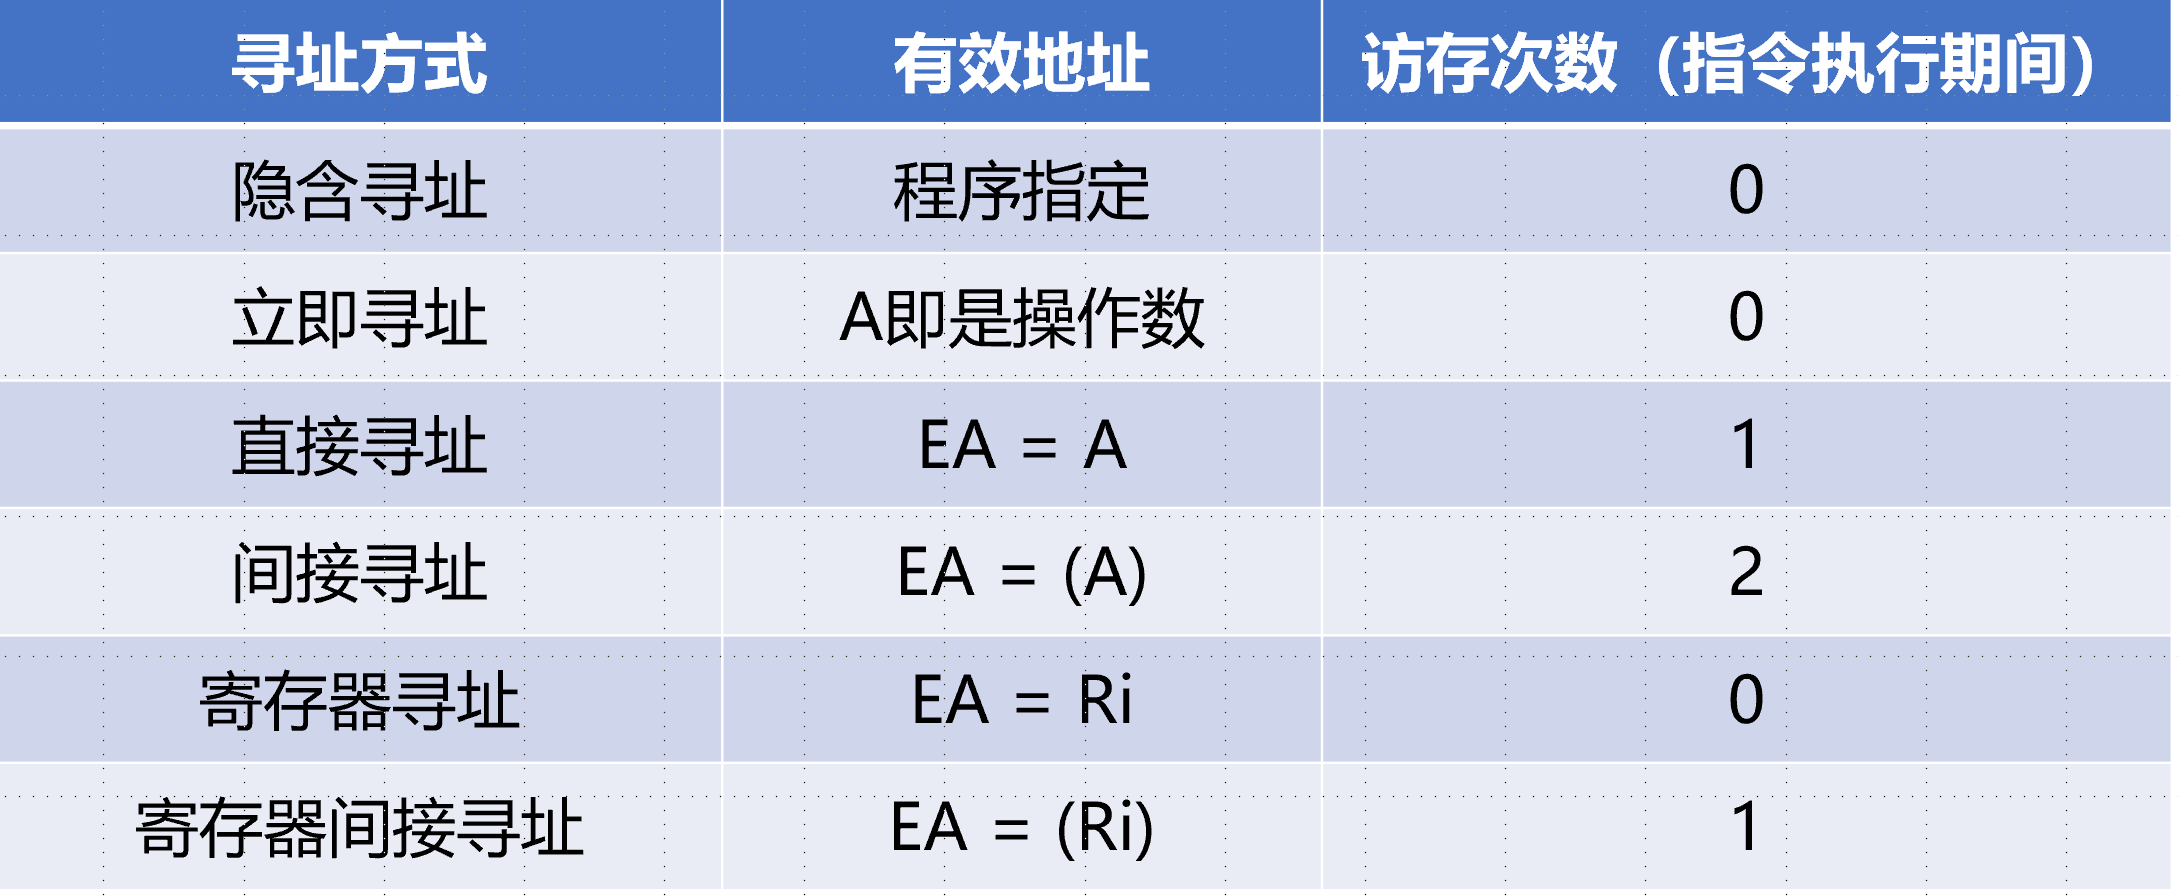 寻址方式 有效地址 访存次数（指令执行期间）
隐含寻址 程序指定 0
立即寻址 A即是操作数 0
直接寻址 EA = A 1
间接寻址 EA = (A) 2
寄存器寻址 EA = Ri 0
寄存器间接寻址 EA = (Ri) 1